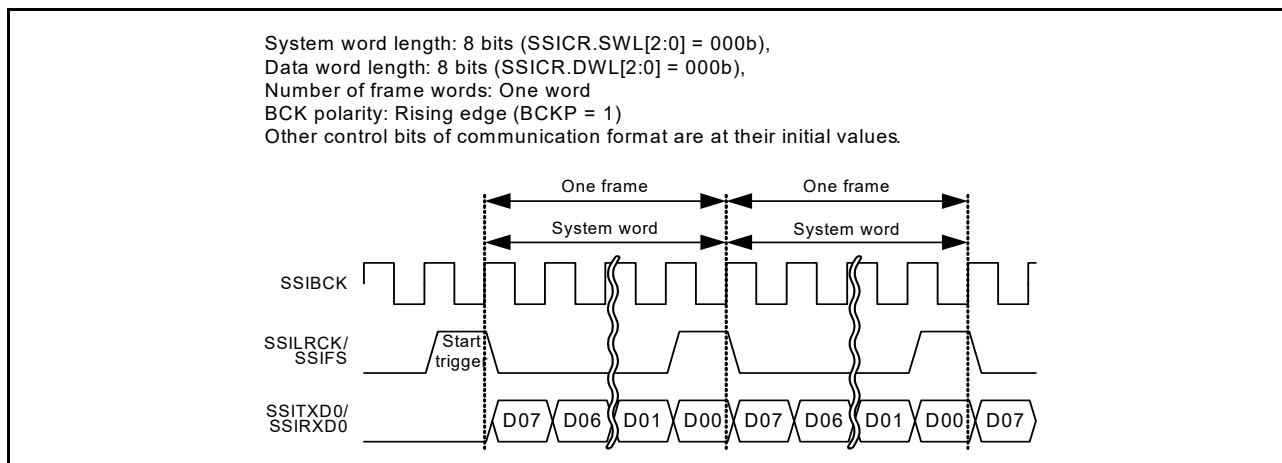 System word length: 8 bits (SSICR.SWL[2:0] = 000b),
Data word length: 8 bits (SSICR.DWL[2:0] = 000b),
Number of frame words: One word
BCK polarity: Rising edge (BCKP = 1)
Other control bits of communication format are at their initial values.
One frame One frame
System word System word
SSIBCK
SSILRCK/
SSIFS
Start
trigger
SSITXD0/
SSIRXD0
D07 D06 D01 D00 D07 D06 D01 D00 D07